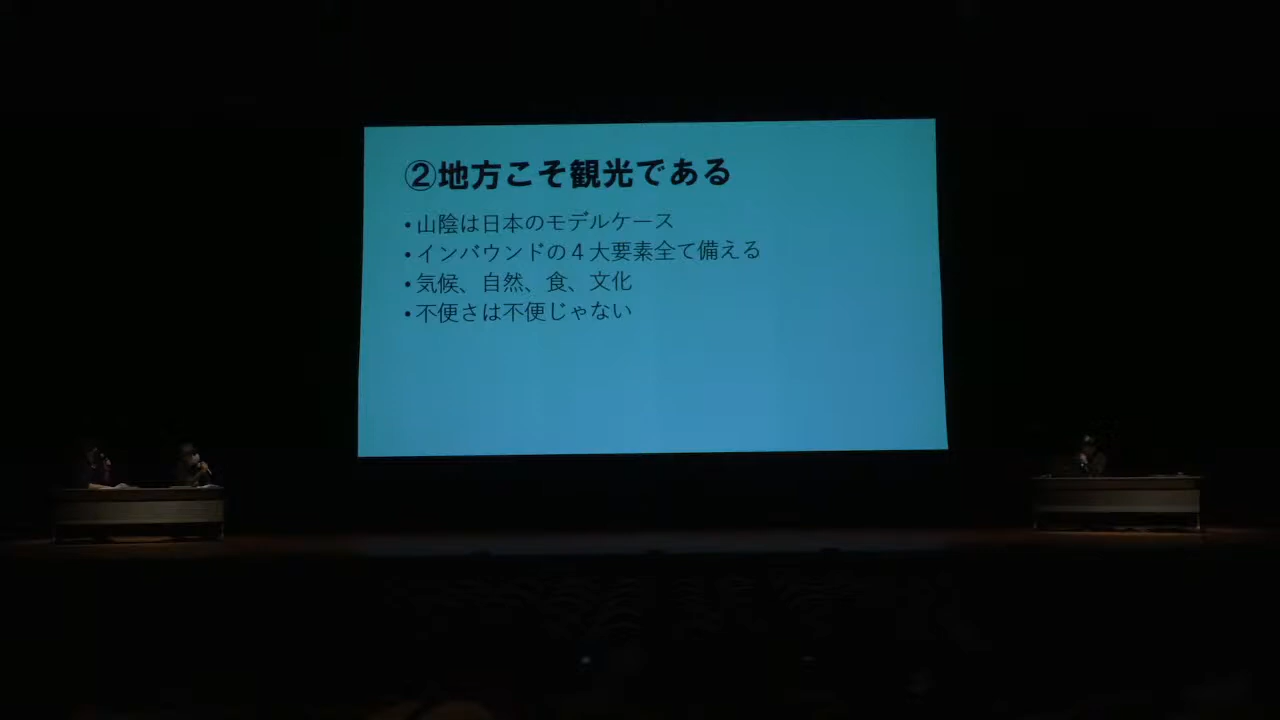 ②地方こそ観光である
• 山陰は日本のモデルケース
• インバウンドの４大要素全て備える
• 気候、自然、食、文化
• 不便さは不便じゃない